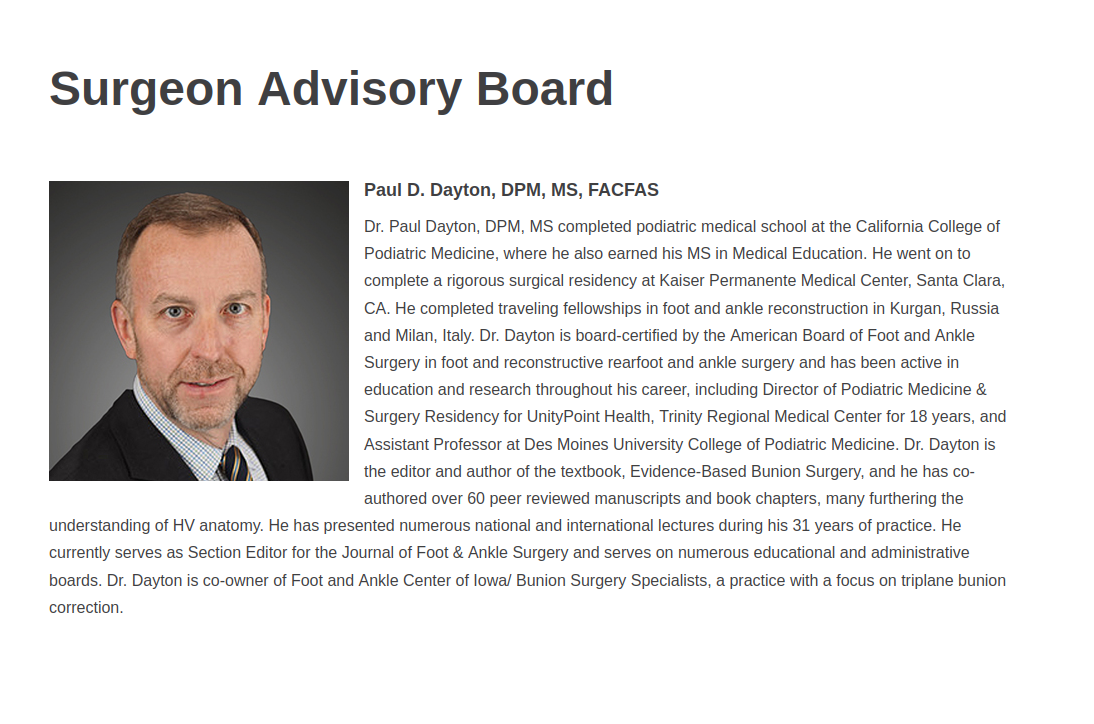 Surgeon Advisory Board
Paul D. Dayton, DPM, MS, FACFAS
Dr. Paul Dayton, DPM, MS completed podiatric medical school at the California College of
Podiatric Medicine, where he also earned his MS in Medical Education. He went on to
complete a rigorous surgical residency at Kaiser Permanente Medical Center, Santa Clara,
CA. He completed traveling fellowships in foot and ankle reconstruction in Kurgan, Russia
and Milan, Italy. Dr. Dayton is board-certified by the American Board of Foot and Ankle
Surgery in foot and reconstructive rearfoot and ankle surgery and has been active in
education and research throughout his career, including Director of Podiatric Medicine &
Surgery Residency for UnityPoint Health, Trinity Regional Medical Center for 18 years, and
Assistant Professor at Des Moines University College of Podiatric Medicine. Dr. Dayton is
the editor and author of the textbook, Evidence-Based Bunion Surgery, and he has co-
authored over 60 peer reviewed manuscripts and book chapters, many furthering the
understanding of HV anatomy. He has presented numerous national and international lectures during his 31 years of practice. He
currently serves as Section Editor for the Journal of Foot & Ankle Surgery and serves on numerous educational and administrative
boards. Dr. Dayton is co-owner of Foot and Ankle Center of Iowa/ Bunion Surgery Specialists, a practice with a focus on triplane bunion
correction.